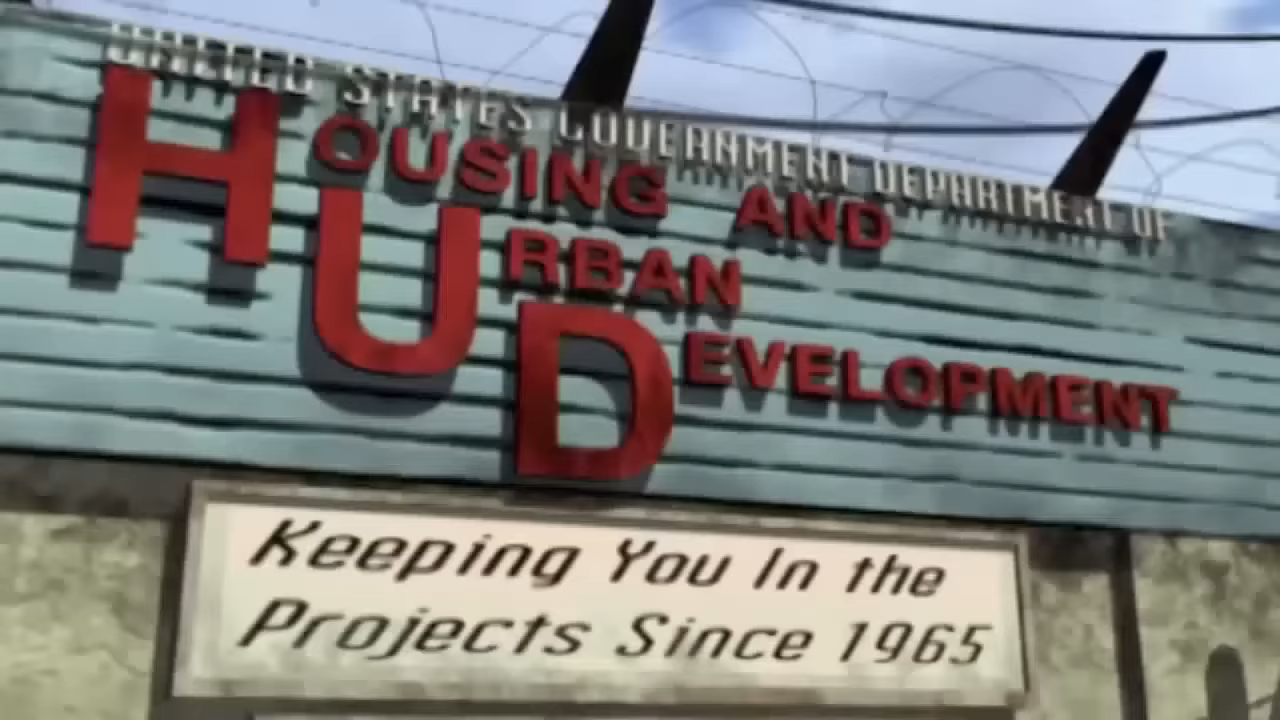 UNITED STATES GOVERNMENT DEPARTMENT OF
HOUSING AND
URBAN
DEVELOPMENT
Keeping You In the
Projects Since 1965